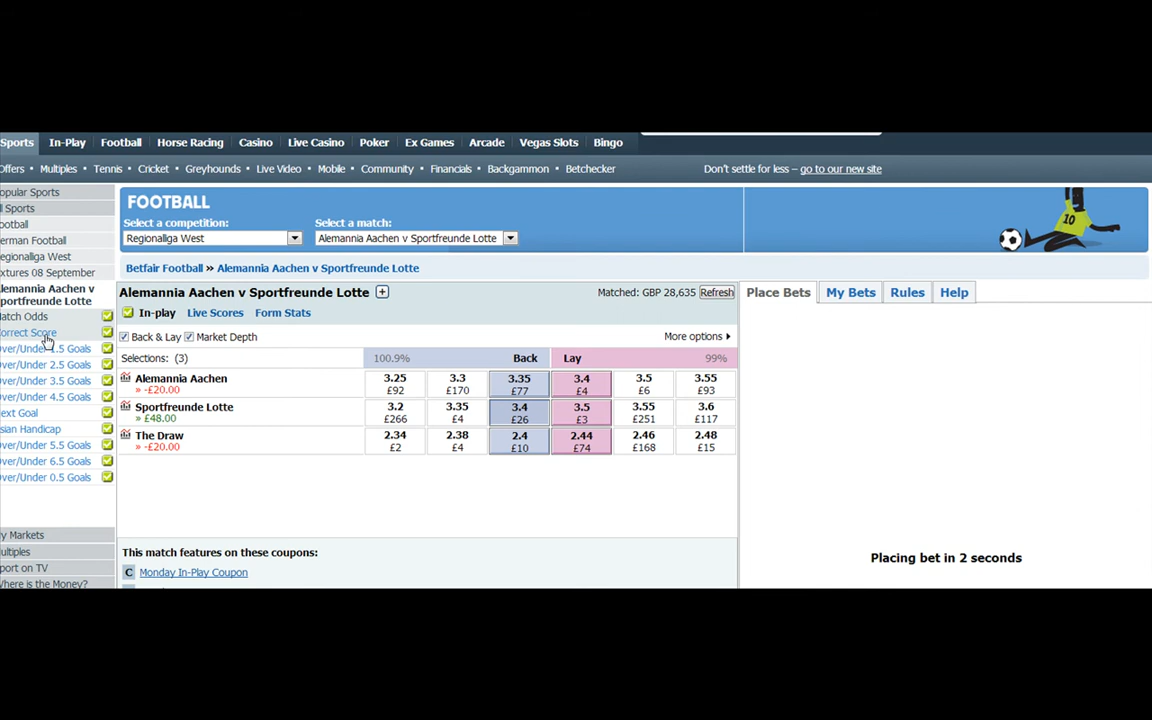 Sports In-Play Football Horse Racing Casino Live Casino Poker Ex Games Arcade Vegas Slots Bingo
Offers Multiples Tennis Cricket Greyhounds Live Video Mobile Community Financials Backgammon Betchecker Don't settle for less – go to our new site
opular Sports
ll Sports
ootball
erman Football
egionalliga West
xtures 08 September
lemannia Aachen v
portfreunde Lotte
latch Odds
orrect Score
ver/Under 1.5 Goals
ver/Under 2.5 Goals
ver/Under 3.5 Goals
ver/Under 4.5 Goals
ext Goal
sian Handicap
ver/Under 5.5 Goals
ver/Under 6.5 Goals
ver/Under 0.5 Goals
y Markets
ultiples
port on TV
Where is the Money?
FOOTBALL
10
Select a competition: Select a match:
Regionalliga West Alemannia Aachen v Sportfreunde Lotte
Betfair Football » Alemannia Aachen v Sportfreunde Lotte
Alemannia Aachen v Sportfreunde Lotte + Matched: GBP 28,635 Refresh
In-play Live Scores Form Stats
Back & Lay Market Depth More options
Selections: (3) 100.9% Back Lay 99%
Alemannia Aachen 3.25 3.3 3.35 3.4 3.5 3.55
» -£20.00 £92 £170 £77 £4 £6 £93
Sportfreunde Lotte 3.2 3.35 3.4 3.5 3.55 3.6
» £48.00 £266 £4 £26 £3 £251 £117
The Draw 2.34 2.38 2.4 2.44 2.46 2.48
» -£20.00 £2 £4 £10 £74 £168 £15
This match features on these coupons:
C Monday In-Play Coupon
Place Bets My Bets Rules Help
Placing bet in 2 seconds